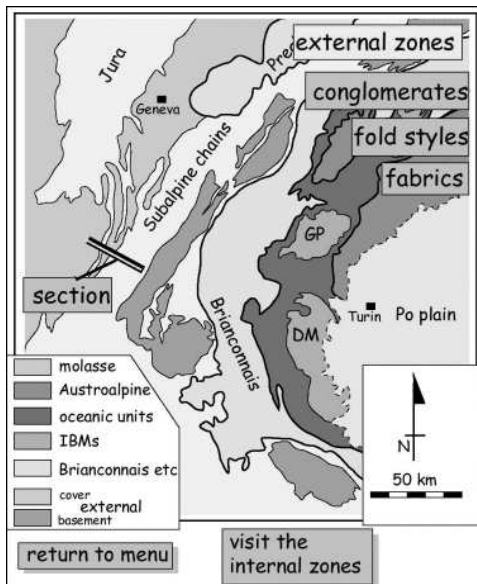 external zones
Prea
Jura
conglomerates
Geneva
fold styles
Subalpine chains
fabrics
GP
section
Turin
Po plain
Brianconnais
DM
molasse
Austroalpine
oceanic units
IBMs
Brianconnais etc
cover
external
basement
N
50 km
return to menu
visit the
internal zones